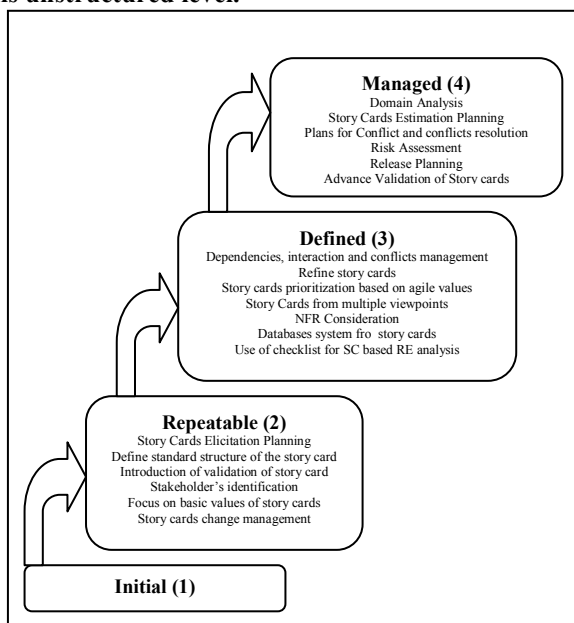 is unstructured level.
Managed (4)
Domain Analysis
Story Cards Estimation Planning
Plans for Conflict and conflicts resolution
Risk Assessment
Release Planning
Advance Validation of Story cards
Defined (3)
Dependencies, interaction and conflicts management
Refine story cards
Story cards prioritization based on agile values
Story Cards from multiple viewpoints
NFR Consideration
Databases system fro story cards
Use of checklist for SC based RE analysis
Repeatable (2)
Story Cards Elicitation Planning
Define standard structure of the story card
Introduction of validation of story card
Stakeholder’s identification
Focus on basic values of story cards
Story cards change management
Initial (1)